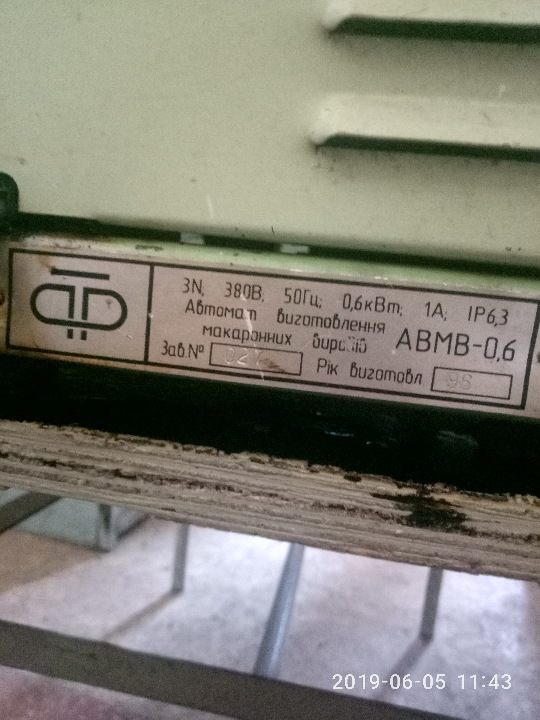 3N, 380В, 50Гц; 0,6кВт, 1А, ІР6,3
Автомат виготовлення
макаронних виробів АВМВ-0,6
Зав.№ Рік виготовл 96
2019-06-05 11:43